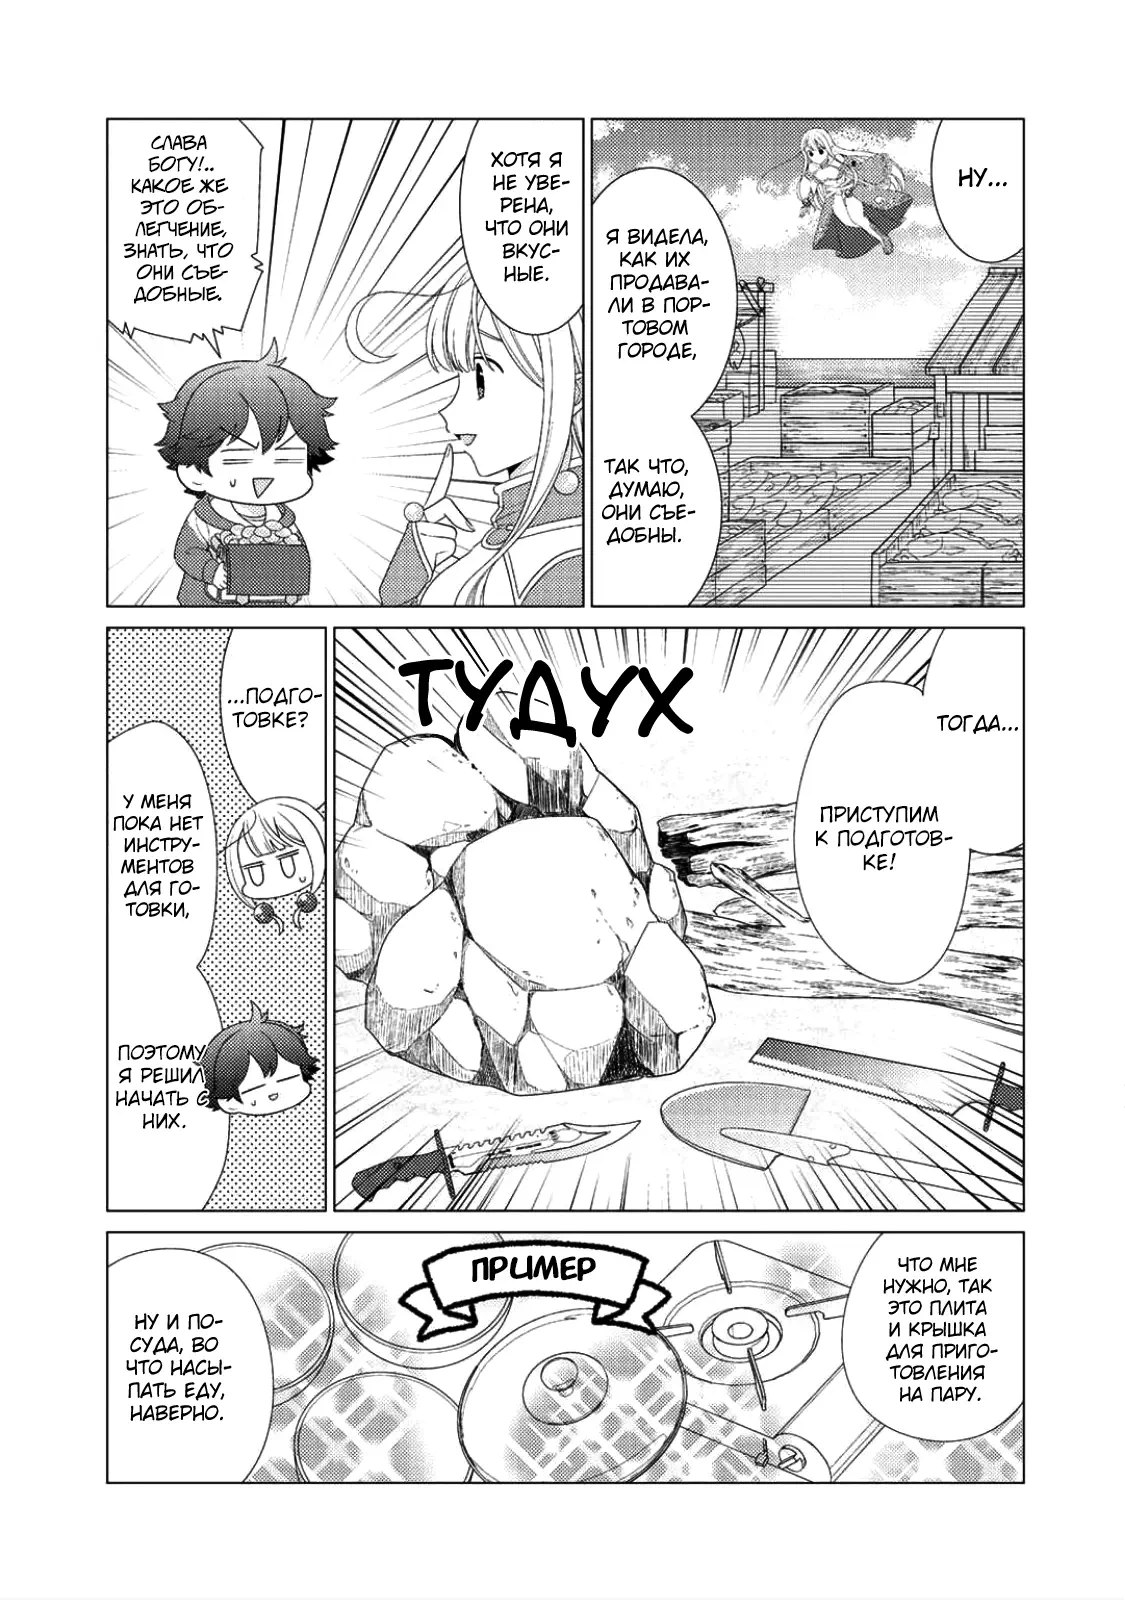 НУ...
Я ВИДЕЛА,
КАК ИХ
ПРОДАВА-
ЛИ В ПОР-
ТОВОМ
ГОРОДЕ,
ТАК ЧТО,
ДУМАЮ,
ОНИ СЪЕ-
ДОБНЫ.
ХОТЯ Я
НЕ УВЕ-
РЕНА,
ЧТО ОНИ
ВКУС-
НЫЕ.
СЛАВА
БОГУ!..
КАКОЕ ЖЕ
ЭТО ОБ-
ЛЕГЧЕНИЕ,
ЗНАТЬ, ЧТО
ОНИ СЪЕ-
ДОБНЫЕ.
ТОГДА...
ПРИСТУПИМ
К ПОДГОТОВ-
КЕ!
ТУДУХ
...ПОДГО-
ТОВКЕ?
У МЕНЯ
ПОКА НЕТ
ИНСТРУ-
МЕНТОВ
ДЛЯ ГО-
ТОВКИ,
ПОЭТОМУ
Я РЕШИЛ
НАЧАТЬ С
НИХ.
ЧТО МНЕ
НУЖНО, ТАК
ЭТО ПЛИТА
И КРЫШКА
ДЛЯ ПРИГО-
ТОВЛЕНИЯ
НА ПАРУ.
ПРИМЕР
НУ И ПО-
СУДА, ВО
ЧТО НАСЫ-
ПАТЬ ЕДУ,
НАВЕРНО.